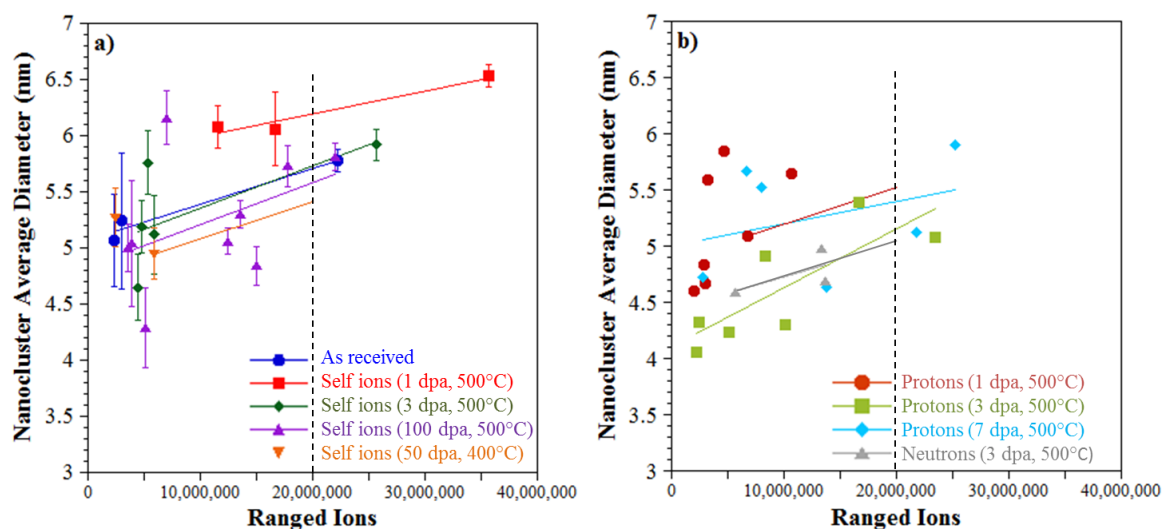 a)
Nanocluster Average Diameter (nm)
7
6.5
6
5.5
5
4.5
4
3.5
3
As received
Self ions (1 dpa, 500°C)
Self ions (3 dpa, 500°C)
Self ions (100 dpa, 500°C)
Self ions (50 dpa, 400°C)
0 10,000,000 20,000,000 30,000,000 40,000,000
Ranged Ions
b)
Nanocluster Average Diameter (nm)
7
6.5
6
5.5
5
4.5
4
3.5
3
Protons (1 dpa, 500°C)
Protons (3 dpa, 500°C)
Protons (7 dpa, 500°C)
Neutrons (3 dpa, 500°C)
0 10,000,000 20,000,000 30,000,000 40,000,000
Ranged Ions